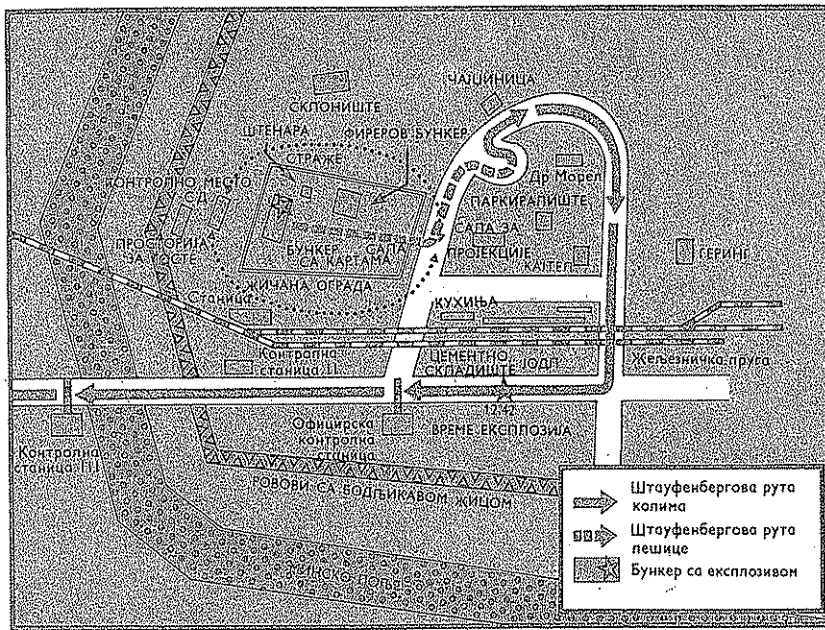 ЧАЈЏИНИЦА
СКЛОНИШТЕ
ШТЕНАРА
ФИРЕРОВ БУНКЕР
СТРАЖЕ
КОНТРОЛНО МЕСТО
СД
Др Морел
ПАРКИРАЛИШТЕ
САЛА ЗА
ПРОЈЕКЦИЈЕ
КАЈТЕЛ
ГЕРИНГ
ПРОСТОРИЈА
ЗА ГОСТЕ
БУНКЕР САЛА
СА КАРТАМА
ЖИЧАНА ОГРАДА
Станица
КУХИЊА
Контролна
станица II
ЦЕМЕНТНО
СКЛАДИШТЕ
ЈОДЛ
Жељезничка пруга
12.42
ВРЕМЕ ЕКСПЛОЗИЈА
Официрска
контролна
станица
Контролна
станица III
РОВОВИ СА БОДЉИКАВОМ ЖИЦОМ
МИНСКО ПОЉЕ
Штауфенбергова рута
колима
Штауфенбергова рута
пешице
Бункер са експлозивом